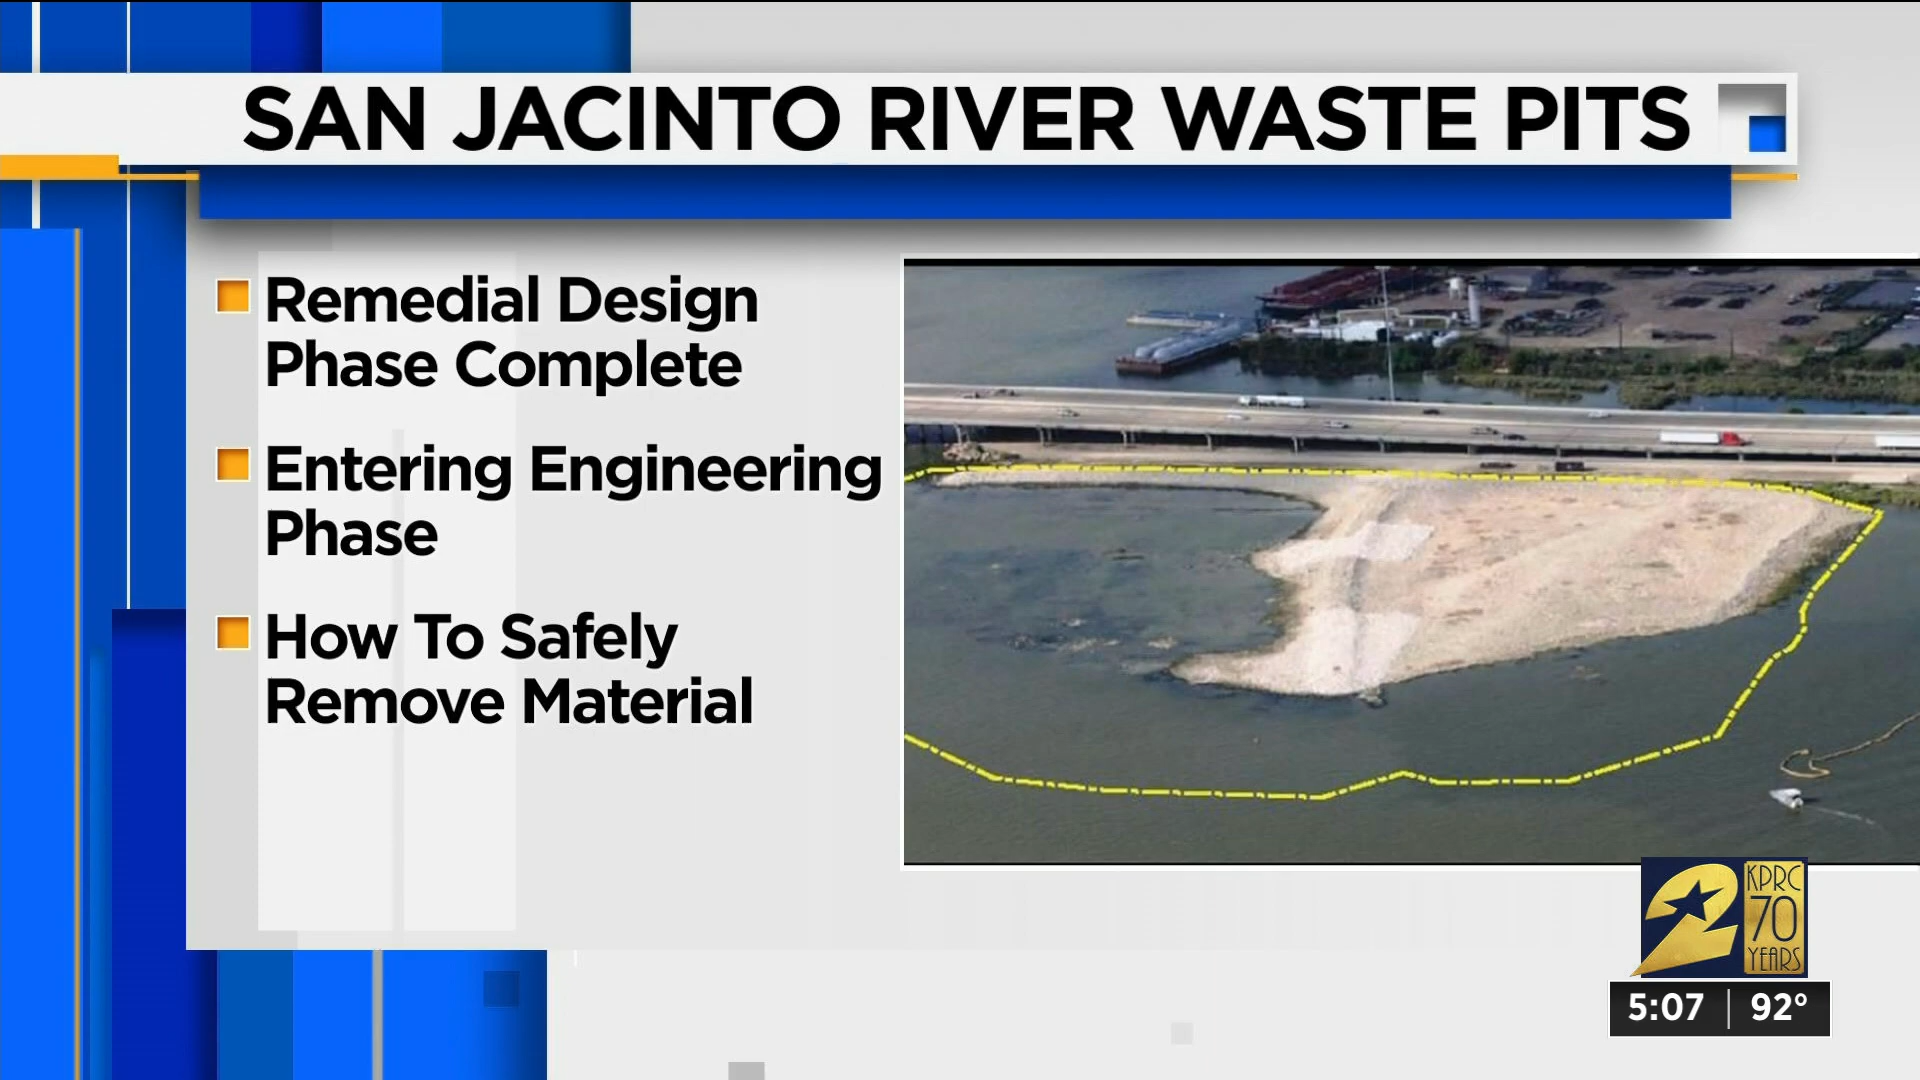 SAN JACINTO RIVER WASTE PITS
Remedial Design
Phase Complete
Entering Engineering
Phase
How To Safely
Remove Material
2
KPRC
70
YEARS
5:07 | 92°